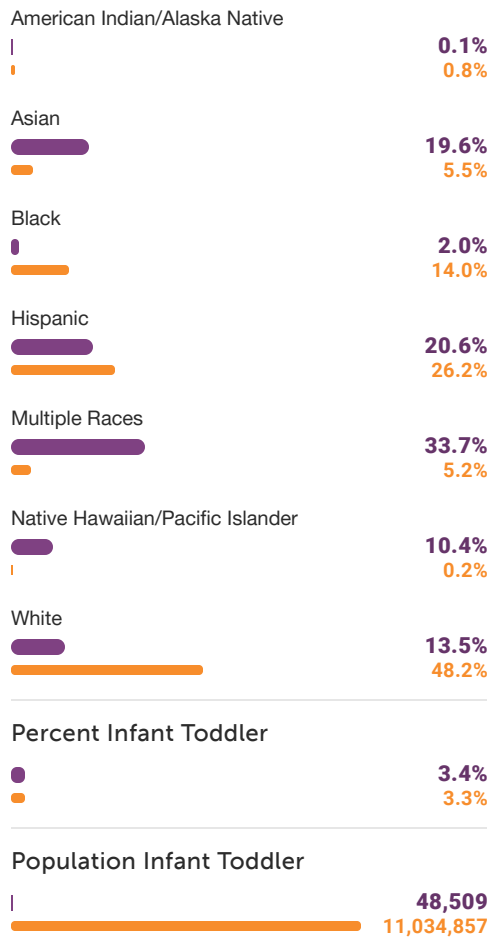 American Indian/Alaska Native
0.1%
0.8%
Asian
19.6%
5.5%
Black
2.0%
14.0%
Hispanic
20.6%
26.2%
Multiple Races
33.7%
5.2%
Native Hawaiian/Pacific Islander
10.4%
0.2%
White
13.5%
48.2%
Percent Infant Toddler
3.4%
3.3%
Population Infant Toddler
48,509
11,034,857